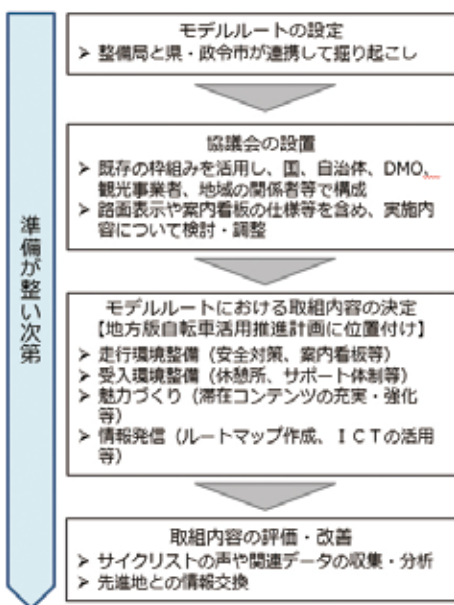 準備が整い次第
モデルルートの設定
➢ 整備局と県・政令市が連携して掘り起こし
協議会の設置
➢ 既存の枠組みを活用し、国、自治体、DMO、
観光事業者、地域の関係者等で構成
➢ 路面表示や案内看板の仕様等を含め、実施内
容について検討・調整
モデルルートにおける取組内容の決定
【地方版自転車活用推進計画に位置付け】
➢ 走行環境整備（安全対策、案内看板等）
➢ 受入環境整備（休憩所、サポート体制等）
➢ 魅力づくり（滞在コンテンツの充実・強化
等）
➢ 情報発信（ルートマップ作成、ＩＣＴの活用
等）
取組内容の評価・改善
➢ サイクリストの声や関連データの収集・分析
➢ 先進地との情報交換